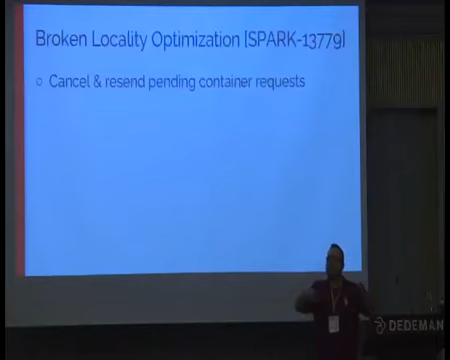 Broken Locality Optimization [SPARK-13779]
○ Cancel & resend pending container requests
DEDEMAN